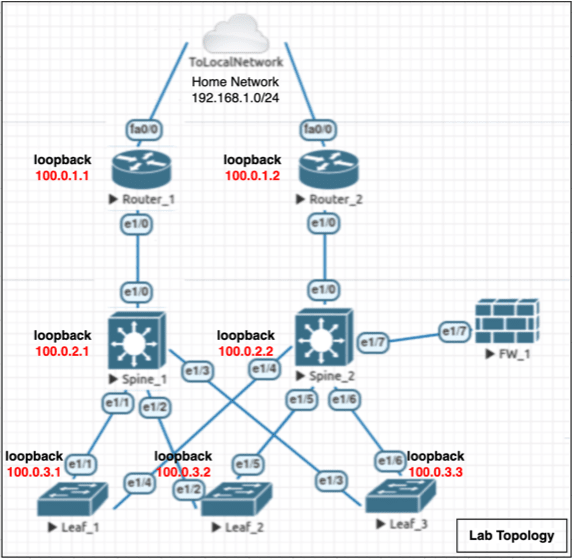 ToLocalNetwork
Home Network
192.168.1.0/24
fa0/0
fa0/0
loopback
100.0.1.1
loopback
100.0.1.2
Router_1
Router_2
e1/0
e1/0
e1/0
e1/0
loopback
100.0.2.1
loopback
100.0.2.2
e1/7
e1/7
FW_1
Spine_1
e1/3
e1/4
Spine_2
e1/1
e1/2
e1/5
e1/6
loopback
100.0.3.1
e1/1
loopback
100.0.3.2
e1/5
e1/6
loopback
100.0.3.3
e1/4
e1/2
e1/3
Leaf_1
Leaf_2
Leaf_3
Lab Topology